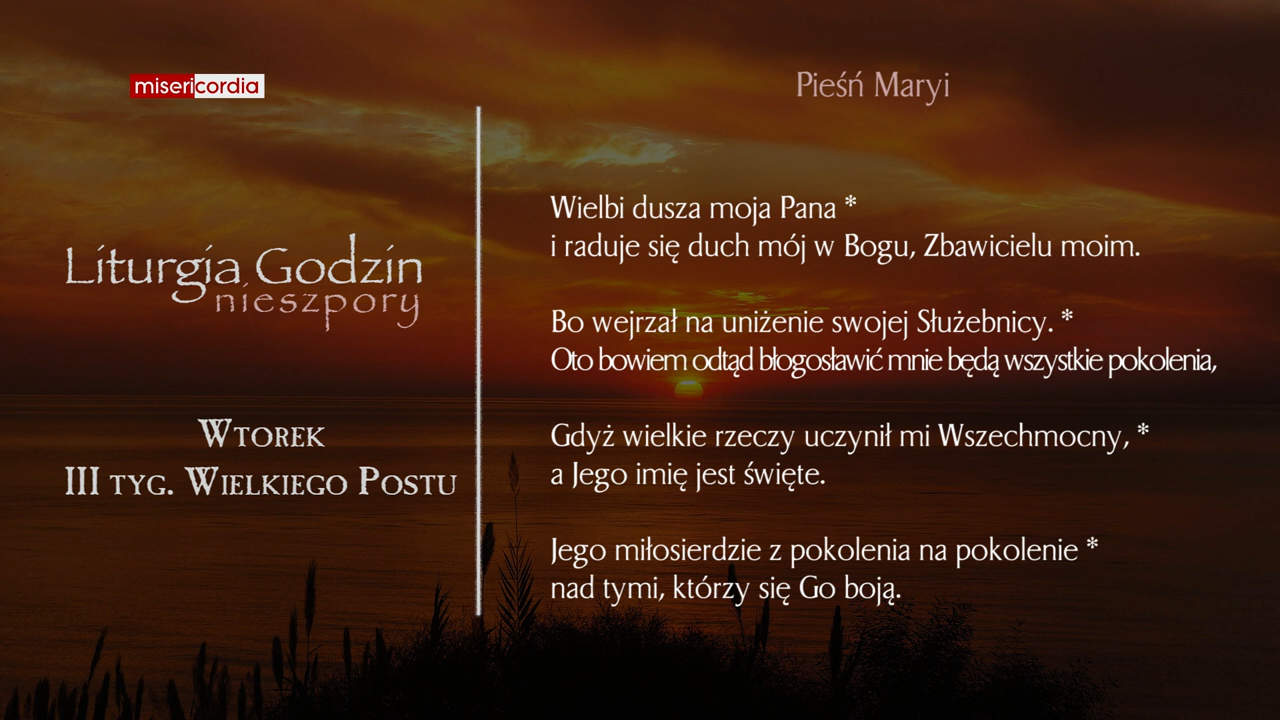 misericordia
Liturgia Godzin
nieszpory
Wtorek
III tyg. Wielkiego Postu
Pieśń Maryi
Wielbi dusza moja Pana *
i raduje się duch mój w Bogu, Zbawicielu moim.
Bo wejrzał na uniżenie swojej Służebnicy. *
Oto bowiem odtąd błogosławić mnie będą wszystkie pokolenia,
Gdyż wielkie rzeczy uczynił mi Wszechmocny, *
a Jego imię jest święte.
Jego miłosierdzie z pokolenia na pokolenie *
nad tymi, którzy się Go boją.